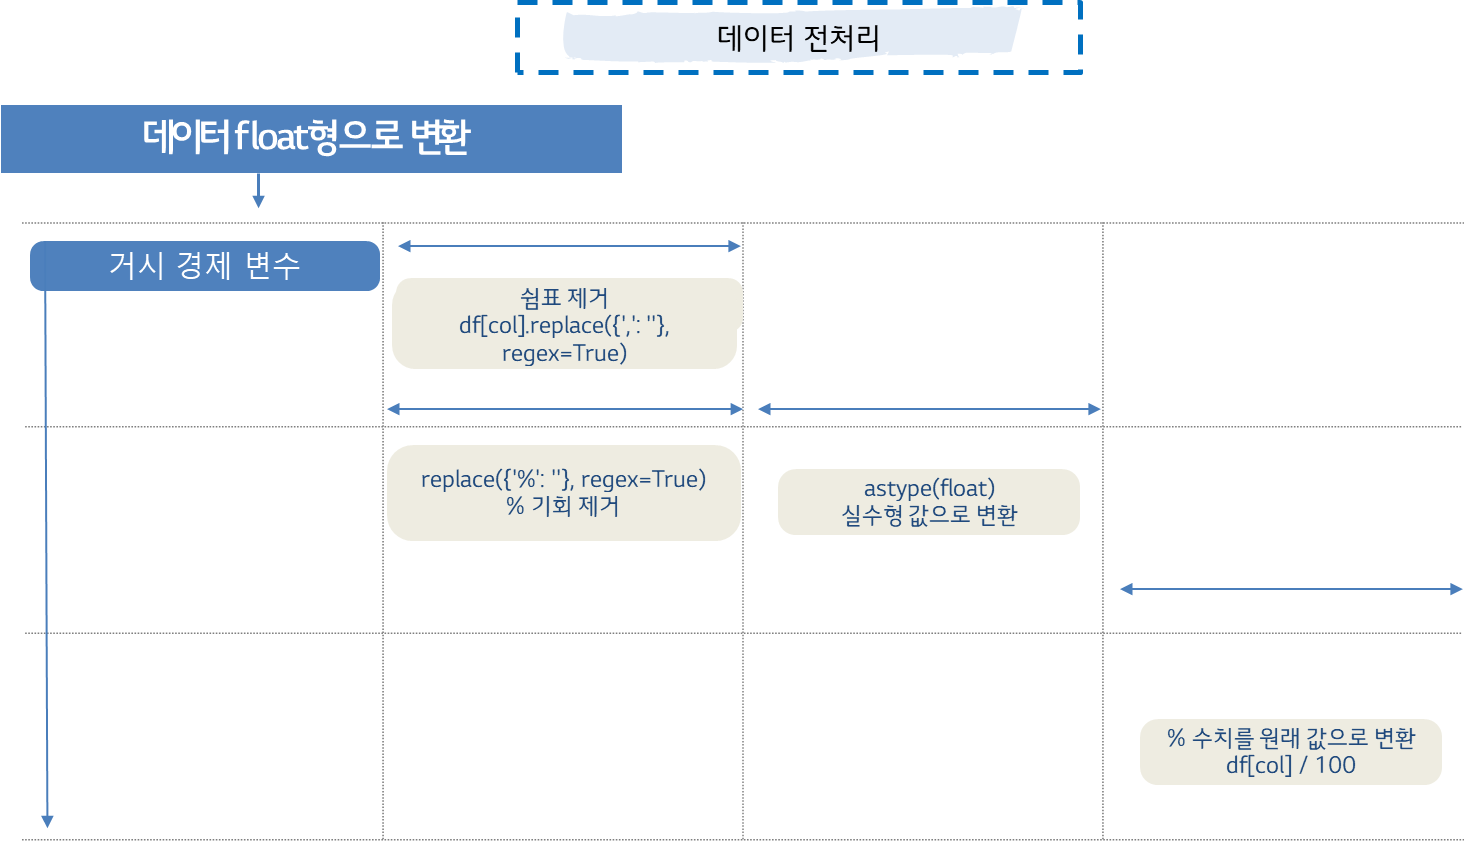 데이터 전처리
데이터 float형으로 변환
거시 경제 변수
쉼표 제거
df[col].replace({',': ''},
regex=True)
replace({'%': ''}, regex=True)
% 기회 제거
astype(float)
실수형 값으로 변환
% 수치를 원래 값으로 변환
df[col] / 100